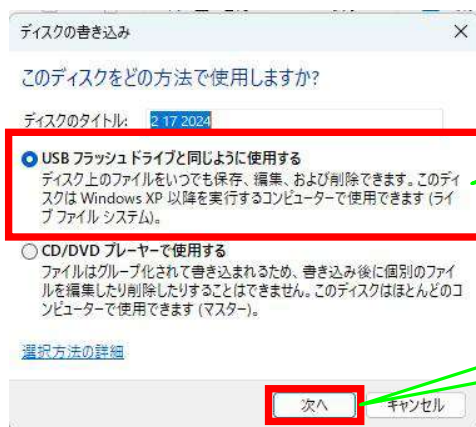 ディスクの書き込み
このディスクをどの方法で使用しますか?
ディスクのタイトル: 2 17 2024
USB フラッシュ ドライブと同じように使用する
ディスク上のファイルをいつでも保存、編集、および削除できます。このディ
スクは Windows XP 以降を実行するコンピューターで使用できます (ライ
ブ ファイル システム)。
CD/DVD プレーヤーで使用する
ファイルはグループ化されて書き込まれるため、書き込み後に個別のファイ
ルを編集したり削除したりすることはできません。このディスクはほとんどのコ
ンピューターで使用できます (マスター)。
選択方法の詳細
次へ キャンセル